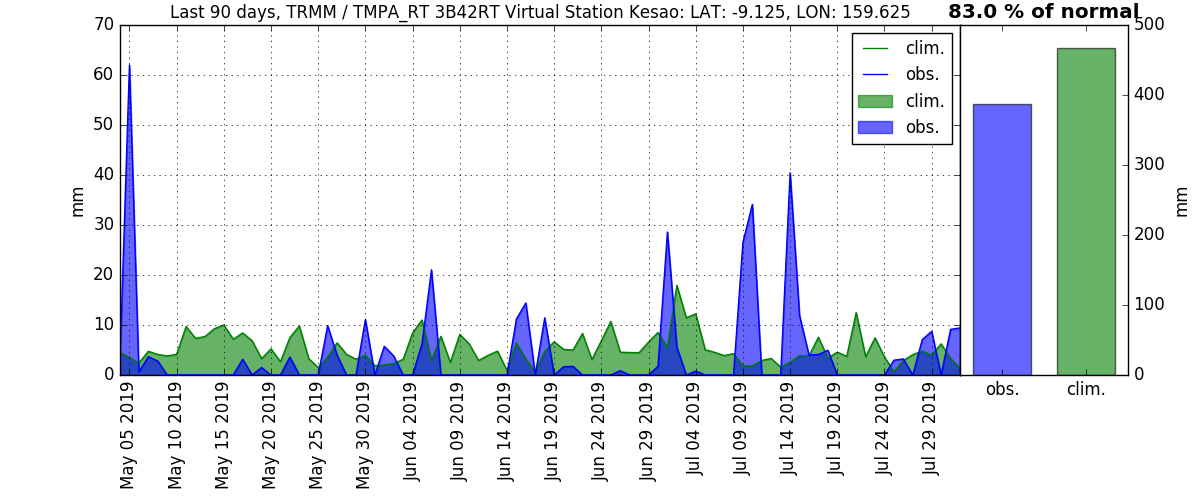 Last 90 days, TRMM / TMPA_RT 3B42RT Virtual Station Kesao: LAT: -9.125, LON: 159.625
83.0 % of normal
70
60
50
40
30
20
10
0
mm
clim.
obs.
clim.
obs.
May 05 2019
May 10 2019
May 15 2019
May 20 2019
May 25 2019
May 30 2019
Jun 04 2019
Jun 09 2019
Jun 14 2019
Jun 19 2019
Jun 24 2019
Jun 29 2019
Jul 04 2019
Jul 09 2019
Jul 14 2019
Jul 19 2019
Jul 24 2019
Jul 29 2019
500
400
300
200
100
0
mm
obs.
clim.